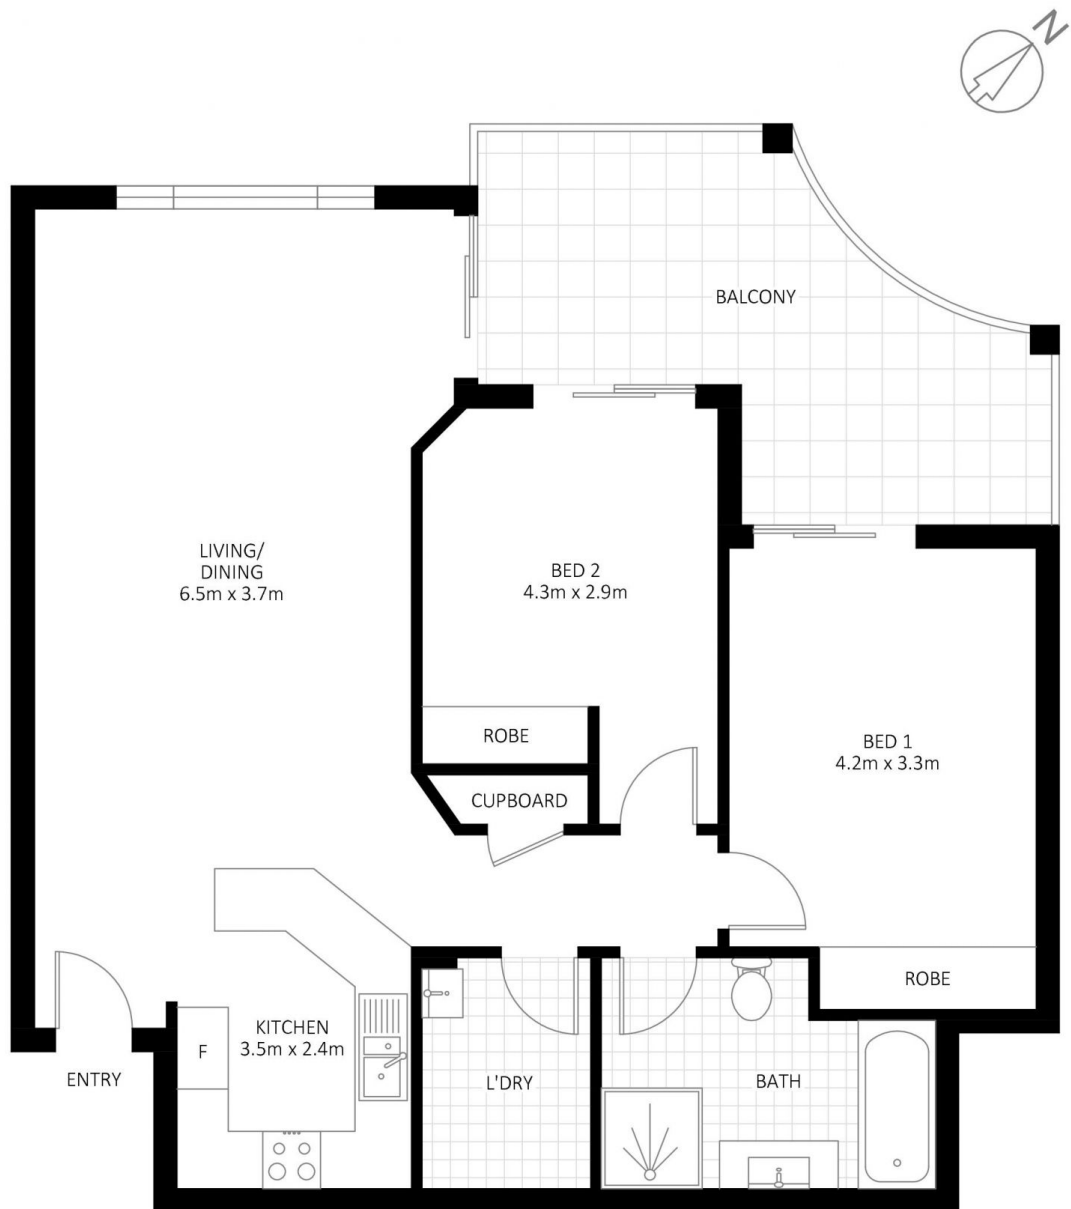 N
BALCONY
LIVING/
DINING
6.5m x 3.7m
BED 2
4.3m x 2.9m
ROBE
BED 1
4.2m x 3.3m
CUPBOARD
ROBE
KITCHEN
3.5m x 2.4m
F
ENTRY
L'DRY
BATH